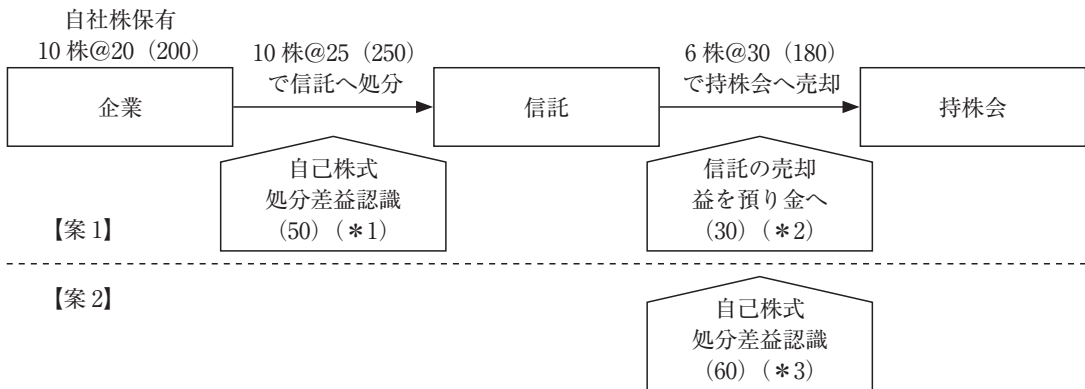 自社株保有
10 株@20（200）
10 株@25（250）
で信託へ処分
6 株@30（180）
で持株会へ売却
企業
信託
持株会
自己株式
処分差益認識
(50)（＊1）
信託の売却
益を預り金へ
(30)（＊2）
【案 1】
【案 2】
自己株式
処分差益認識
(60)（＊3）